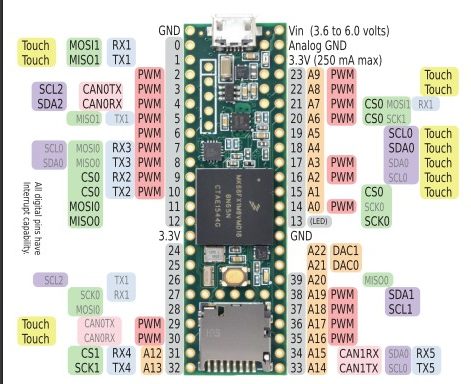 GND Vin (3.6 to 6.0 volts)
Touch MOSI1 RX1 0 Analog GND
Touch MISO1 TX1 1 3.3V (250 mA max)
PWM 2 23 A9 PWM Touch
SCL2 CAN0TX PWM 3 22 A8 PWM Touch
SDA2 CAN0RX PWM 4 21 A7 PWM CS0 MOSI1 RX1
MISO1 TX1 PWM 5 20 A6 PWM CS0 SCK1
PWM 6 19 A5 SCL0 Touch
SCL0 MOSI0 RX3 PWM 7 18 A4 SDA0 Touch
SDA0 MISO0 TX3 PWM 8 17 A3 PWM SDA0 Touch
CS0 RX2 PWM 9 16 A2 PWM SCL0 Touch
CS0 TX2 PWM 10 15 A1 CS0 Touch
MOSI0 11 14 A0 PWM SCK0
MISO0 12 13 (LED) SCK0
3.3V GND
24 A22 DAC1
25 A21 DAC0
SCL2 TX1 26 39 A20 MISO0
SCK0 RX1 27 38 A19 PWM SDA1
MOSI0 28 37 A18 PWM SCL1
Touch CAN0TX PWM 29 36 A17 PWM
Touch CAN0RX PWM 30 35 A16 PWM
CS1 RX4 A12 31 34 A15 CAN1RX SDA0 RX5
SCK1 TX4 A13 32 33 A14 CAN1TX SCL0 TX5
All digital pins have
Interrupt capability.
MK66FX1M0VMD18
6N65N
CTAE1544G